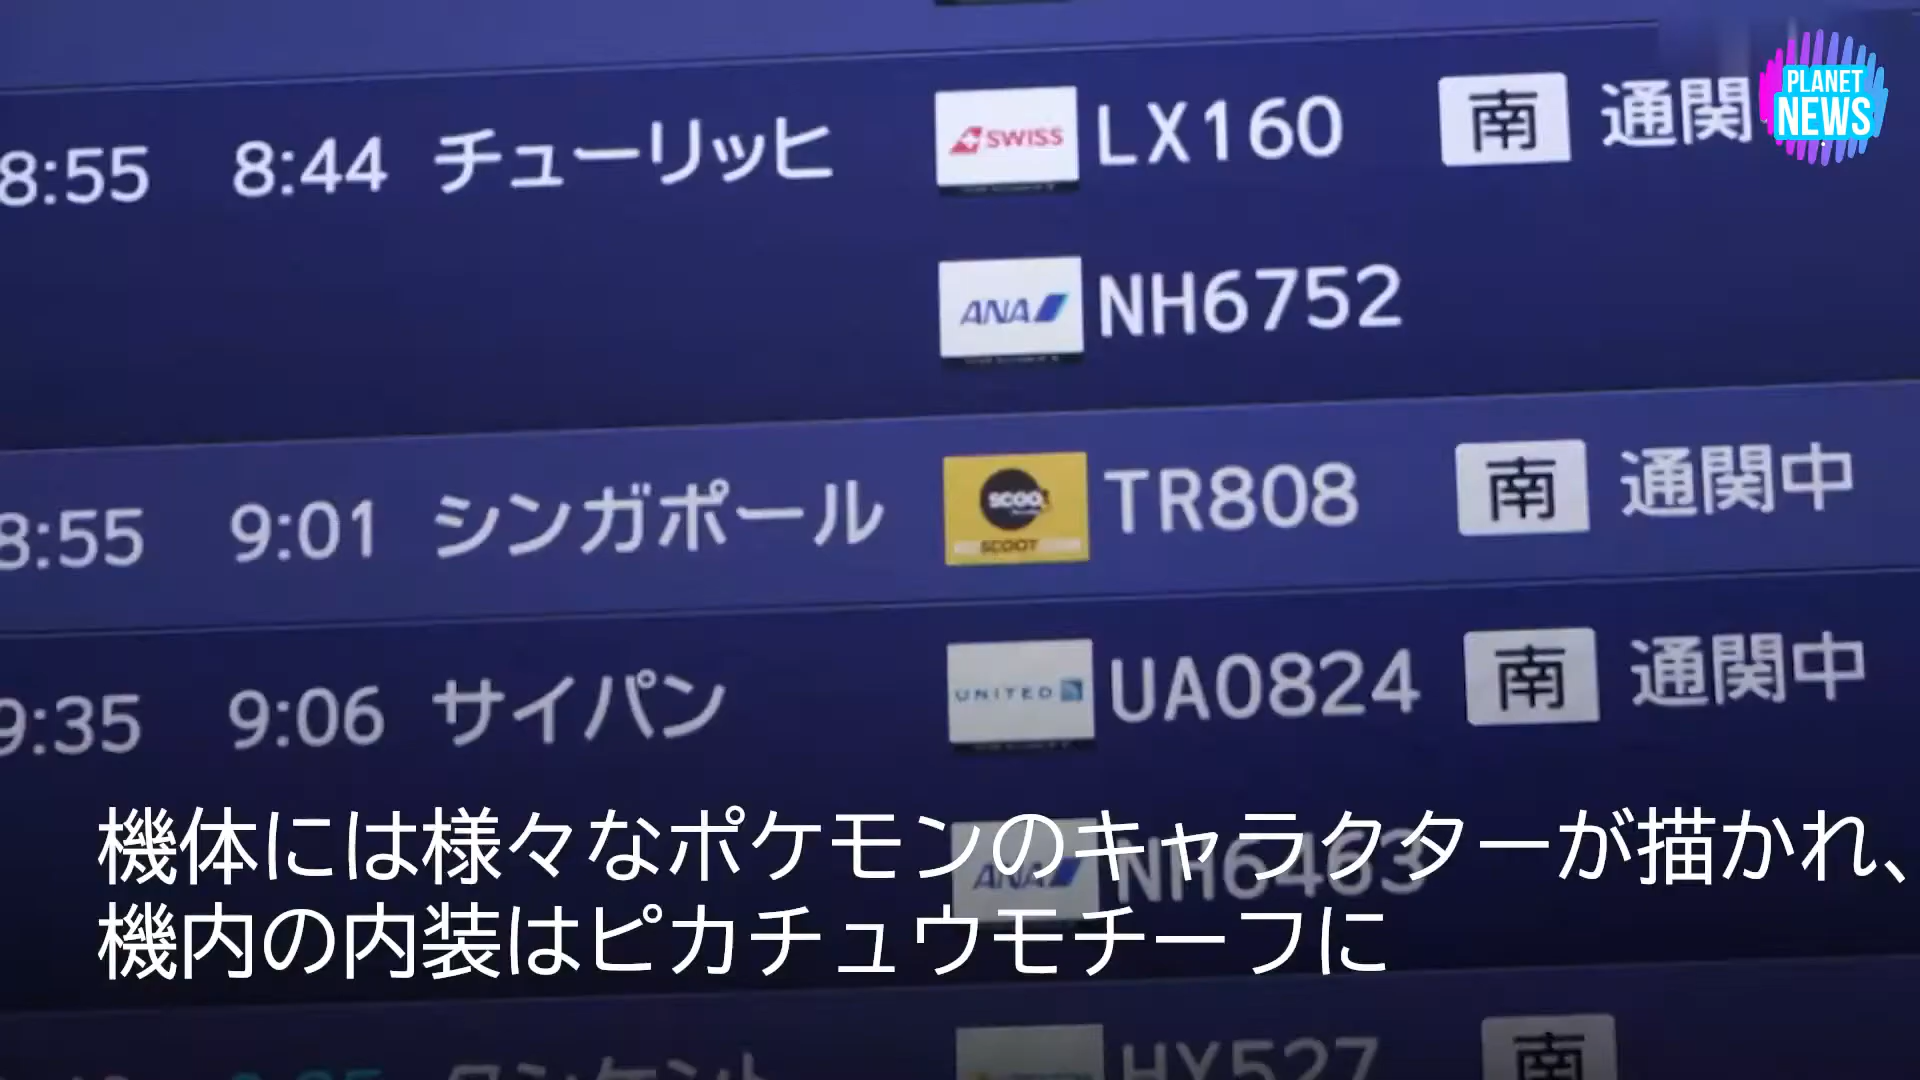 PLANET
NEWS
8:55 8:44 チューリッヒ SWISS LX160 南 通関
ANA NH6752
8:55 9:01 シンガポール SCOOT TR808 南 通関中
9:35 9:06 サイパン UNITED UA0824 南 通関中
ANA NH6463
機体には様々なポケモンのキャラクターが描かれ、
機内の内装はピカチュウモチーフに
HY527 南